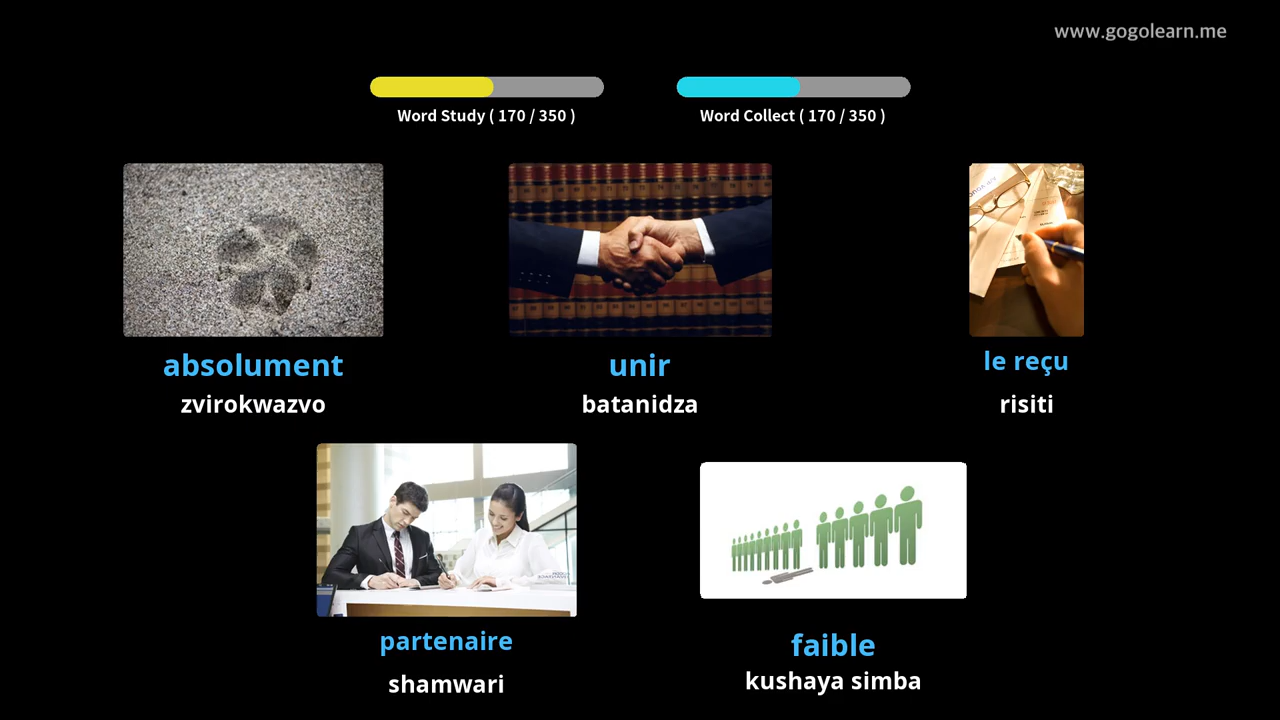 www.gogolearn.me
Word Study ( 170 / 350 )
Word Collect ( 170 / 350 )
absolument
zvirokwazvo
unir
batanidza
le reçu
risiti
partenaire
shamwari
faible
kushaya simba